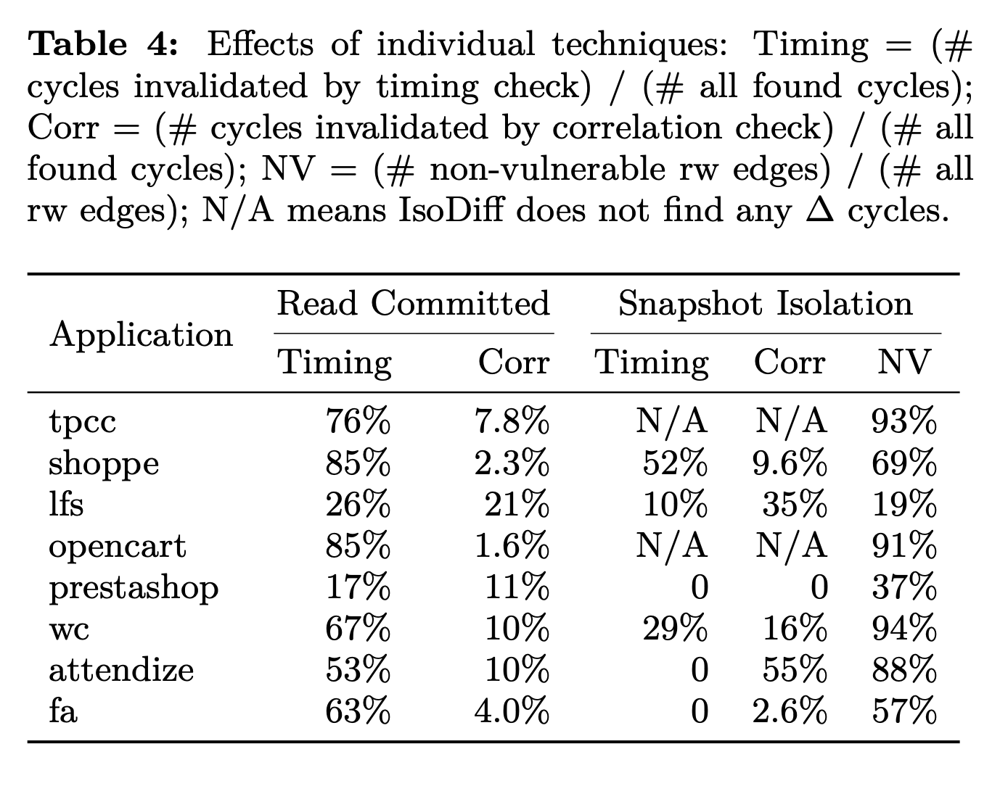 Table 4: Effects of individual techniques: Timing = (#
cycles invalidated by timing check) / (# all found cycles);
Corr = (# cycles invalidated by correlation check) / (# all
found cycles); NV = (# non-vulnerable rw edges) / (# all
rw edges); N/A means IsoDiff does not find any Δ cycles.
Application Read Committed Snapshot Isolation
Timing Corr Timing Corr NV
tpcc 76% 7.8% N/A N/A 93%
shoppe 85% 2.3% 52% 9.6% 69%
lfs 26% 21% 10% 35% 19%
opencart 85% 1.6% N/A N/A 91%
prestashop 17% 11% 0 0 37%
wc 67% 10% 29% 16% 94%
attendize 53% 10% 0 55% 88%
fa 63% 4.0% 0 2.6% 57%